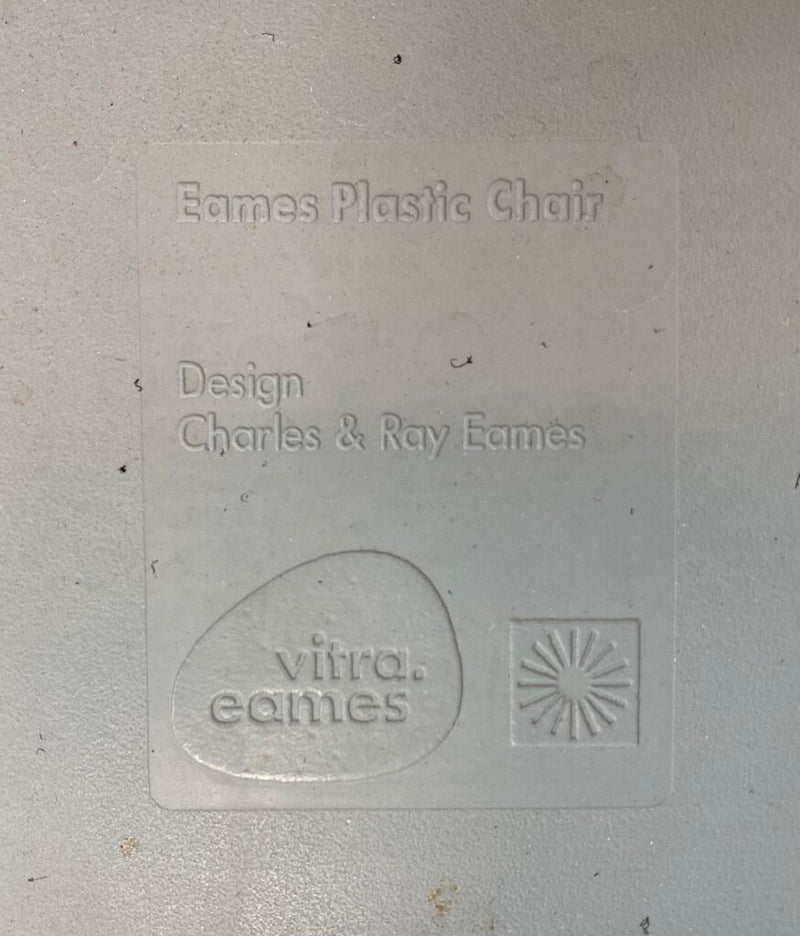 Eames Plastic Chair
Design
Charles & Ray Eames
vitra.
eames